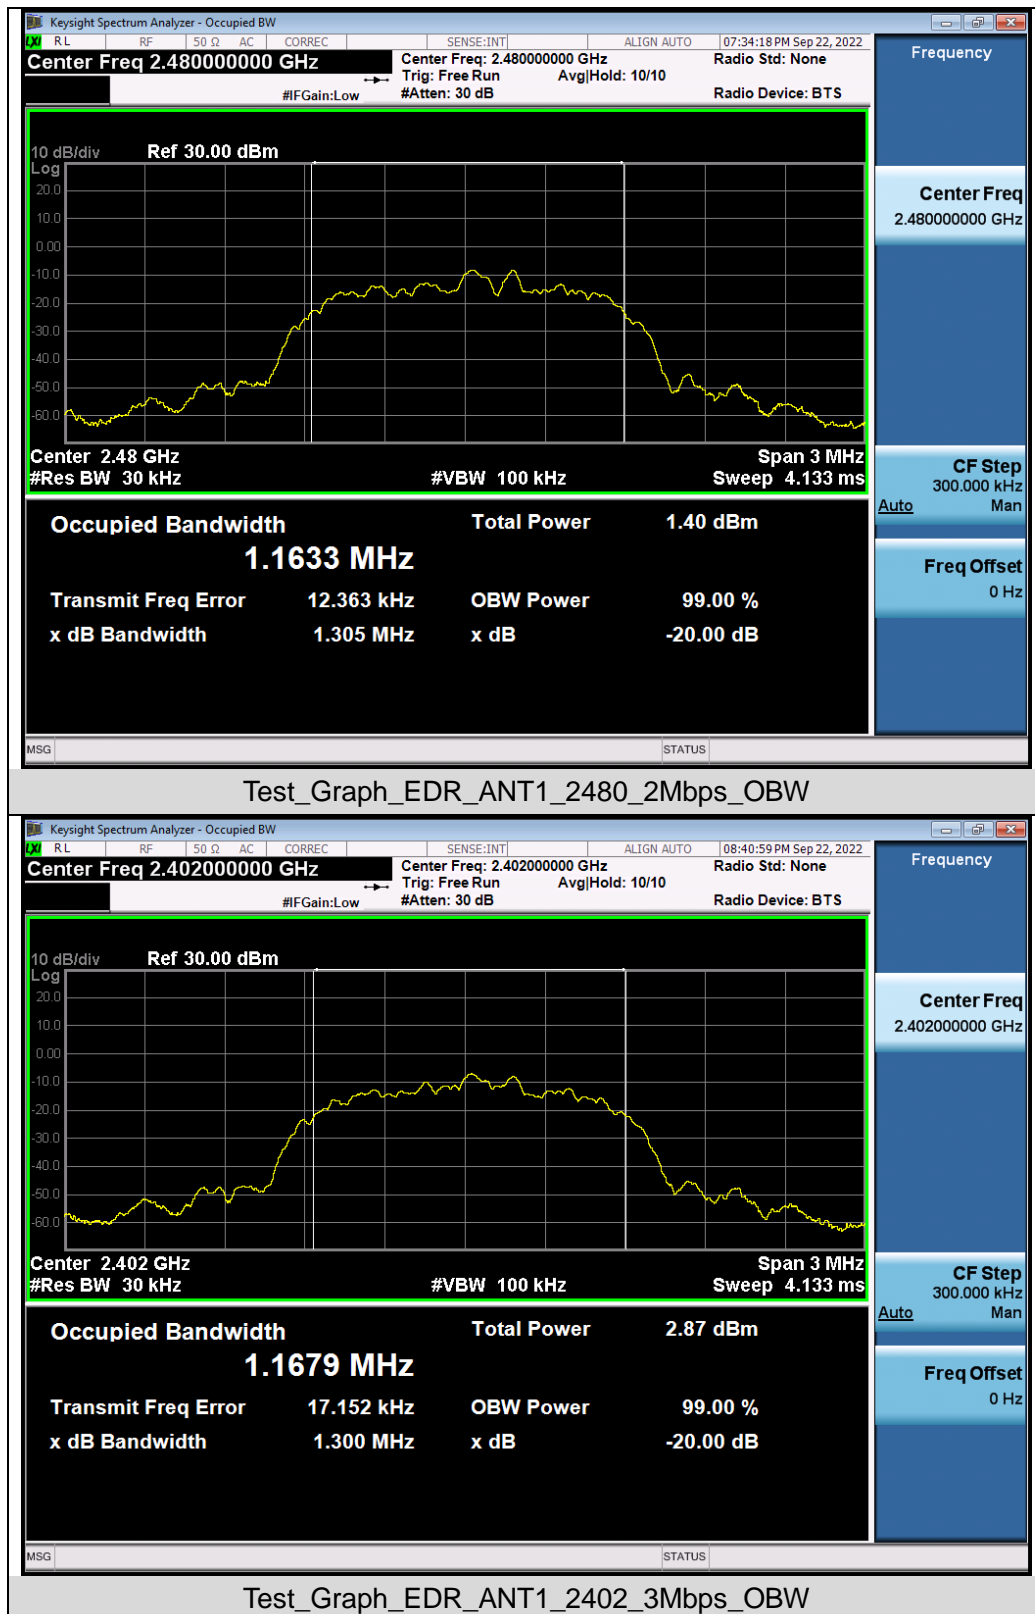 Keysight Spectrum Analyzer - Occupied BW
LXI RL RF 50 Ω AC CORREC SENSE:INT ALIGN AUTO 07:34:18 PM Sep 22, 2022
Center Freq 2.480000000 GHz
Center Freq: 2.480000000 GHz
Radio Std: None
Trig: Free Run Avg|Hold: 10/10
#IFGain:Low
#Atten: 30 dB
Radio Device: BTS
Frequency
10 dB/div Ref 30.00 dBm
Log
20.0
10.0
0.00
-10.0
-20.0
-30.0
-40.0
-50.0
-60.0
Center 2.48 GHz Span 3 MHz
#Res BW 30 kHz #VBW 100 kHz Sweep 4.133 ms
Center Freq
2.480000000 GHz
CF Step
300.000 kHz
Auto Man
Freq Offset
0 Hz
Occupied Bandwidth Total Power 1.40 dBm
1.1633 MHz
Transmit Freq Error 12.363 kHz OBW Power 99.00 %
x dB Bandwidth 1.305 MHz x dB -20.00 dB
MSG STATUS
Test_Graph_EDR_ANT1_2480_2Mbps_OBW
Keysight Spectrum Analyzer - Occupied BW
LXI RL RF 50 Ω AC CORREC SENSE:INT ALIGN AUTO 08:40:59 PM Sep 22, 2022
Center Freq 2.402000000 GHz
Center Freq: 2.402000000 GHz
Radio Std: None
Trig: Free Run Avg|Hold: 10/10
#IFGain:Low
#Atten: 30 dB
Radio Device: BTS
Frequency
10 dB/div Ref 30.00 dBm
Log
20.0
10.0
0.00
-10.0
-20.0
-30.0
-40.0
-50.0
-60.0
Center 2.402 GHz Span 3 MHz
#Res BW 30 kHz #VBW 100 kHz Sweep 4.133 ms
Center Freq
2.402000000 GHz
CF Step
300.000 kHz
Auto Man
Freq Offset
0 Hz
Occupied Bandwidth Total Power 2.87 dBm
1.1679 MHz
Transmit Freq Error 17.152 kHz OBW Power 99.00 %
x dB Bandwidth 1.300 MHz x dB -20.00 dB
MSG STATUS
Test_Graph_EDR_ANT1_2402_3Mbps_OBW